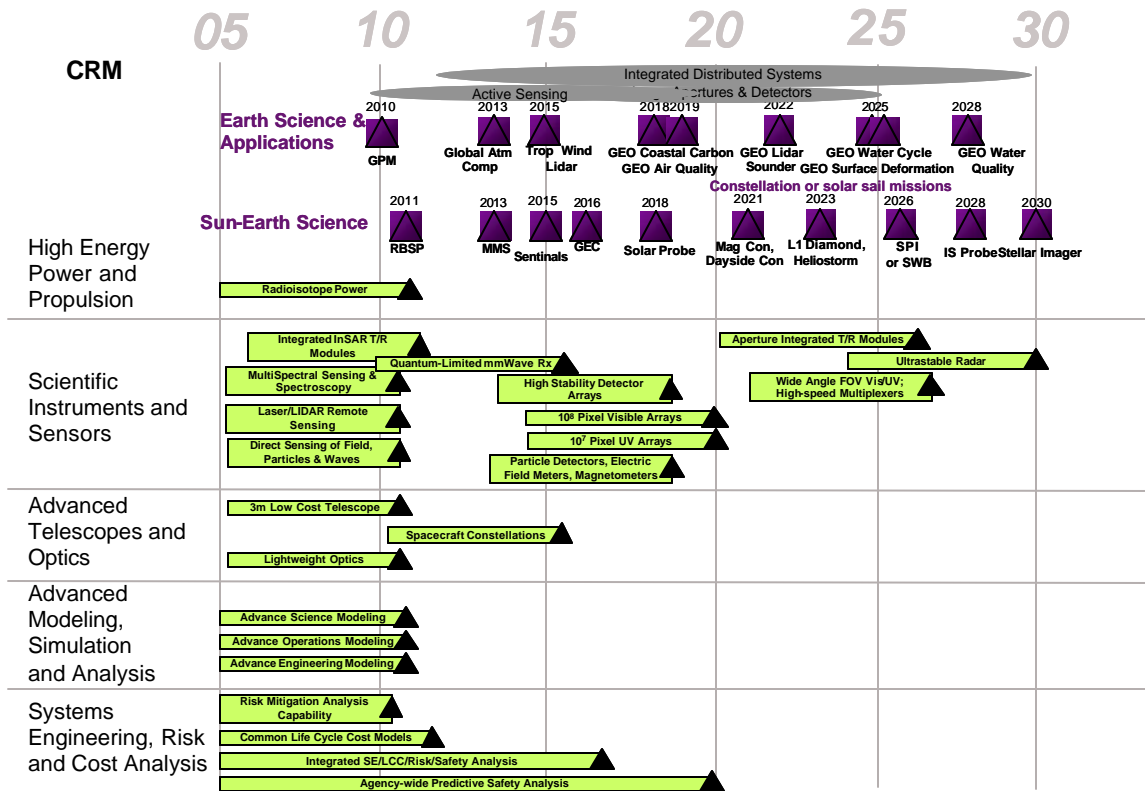 05 10 15 20 25 30
CRM
Integrated Distributed Systems
Active Sensing
Apertures & Detectors
Earth Science &
Applications
2010
GPM
2013
Global Atm
Comp
2015
Trop Wind
Lidar
2018 2019
GEO Coastal Carbon
GEO Air Quality
2022
GEO Lidar
Sounder
2025
GEO Water Cycle
GEO Surface Deformation
2028
GEO Water
Quality
Constellation or solar sail missions
Sun-Earth Science
2011
RBSP
2013
MMS
2015
Sentinals
2016
GEC
2018
Solar Probe
2021
Mag Con,
Dayside Con
2023
L1 Diamond,
Heliostorm
2026
SPI
or SWB
2028
IS Probe
2030
Stellar Imager
High Energy
Power and
Propulsion
Radioisotope Power
Scientific
Instruments and
Sensors
Integrated InSAR T/R
Modules
Quantum-Limited mmWave Rx
MultiSpectral Sensing &
Spectroscopy
Laser/LIDAR Remote
Sensing
Direct Sensing of Field,
Particles & Waves
High Stability Detector
Arrays
10⁸ Pixel Visible Arrays
10⁷ Pixel UV Arrays
Particle Detectors, Electric
Field Meters, Magnetometers
Aperture Integrated T/R Modules
Ultrastable Radar
Wide Angle FOV Vis/UV;
High-speed Multiplexers
Advanced
Telescopes and
Optics
3m Low Cost Telescope
Spacecraft Constellations
Lightweight Optics
Advanced
Modeling,
Simulation
and Analysis
Advance Science Modeling
Advance Operations Modeling
Advance Engineering Modeling
Systems
Engineering, Risk
and Cost Analysis
Risk Mitigation Analysis
Capability
Common Life Cycle Cost Models
Integrated SE/LCC/Risk/Safety Analysis
Agency-wide Predictive Safety Analysis